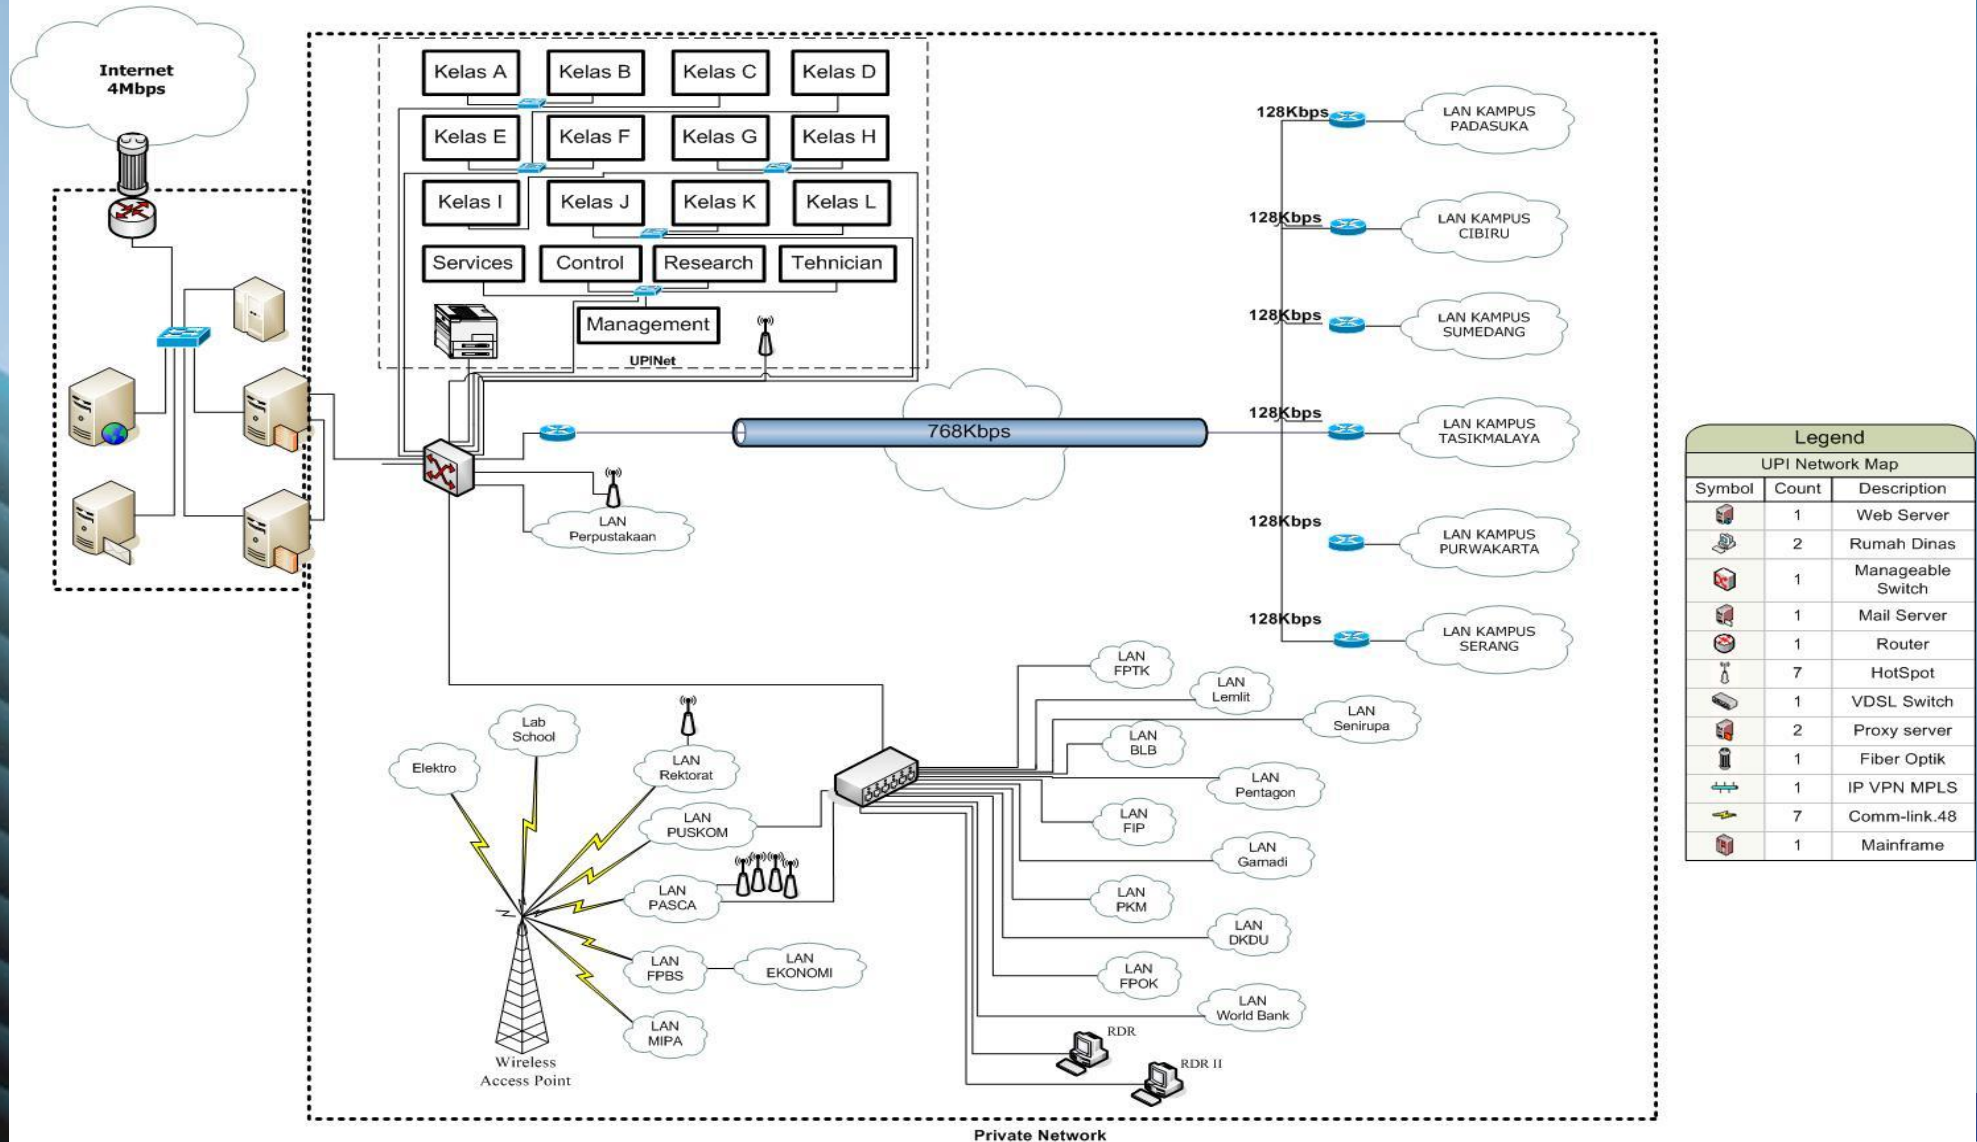 Internet
4Mbps
Kelas A
Kelas B
Kelas C
Kelas D
Kelas E
Kelas F
Kelas G
Kelas H
Kelas I
Kelas J
Kelas K
Kelas L
Services
Control
Research
Tehnician
Management
UPINet
768Kbps
LAN
Perpustakaan
128Kbps
LAN KAMPUS
PADASUKA
128Kbps
LAN KAMPUS
CIBIRU
128Kbps
LAN KAMPUS
SUMEDANG
128Kbps
LAN KAMPUS
TASIKMALAYA
128Kbps
LAN KAMPUS
PURWAKARTA
128Kbps
LAN KAMPUS
SERANG
Elektro
Lab
School
LAN
Rektorat
LAN
PUSKOM
LAN
PASCA
LAN
FPBS
LAN
EKONOMI
LAN
MIPA
Wireless
Access Point
LAN
FPTK
LAN
Lemlit
LAN
Senirupa
LAN
BLB
LAN
Pentagon
LAN
FIP
LAN
Garnadi
LAN
PKM
LAN
DKDU
LAN
FPOK
LAN
World Bank
RDR
RDR II
Private Network
Legend
UPI Network Map
Symbol Count Description
1 Web Server
2 Rumah Dinas
1 Manageable
Switch
1 Mail Server
1 Router
7 HotSpot
1 VDSL Switch
2 Proxy server
1 Fiber Optik
1 IP VPN MPLS
7 Comm-link.48
1 Mainframe